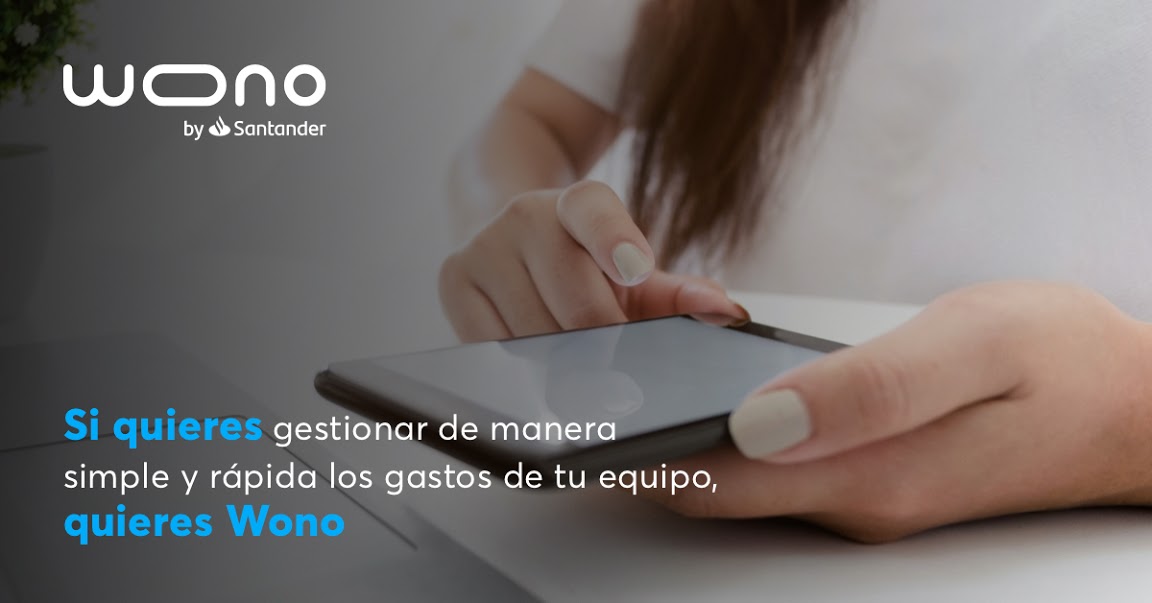 wono
by Santander
Si quieres gestionar de manera
simple y rápida los gastos de tu equipo,
quieres Wono